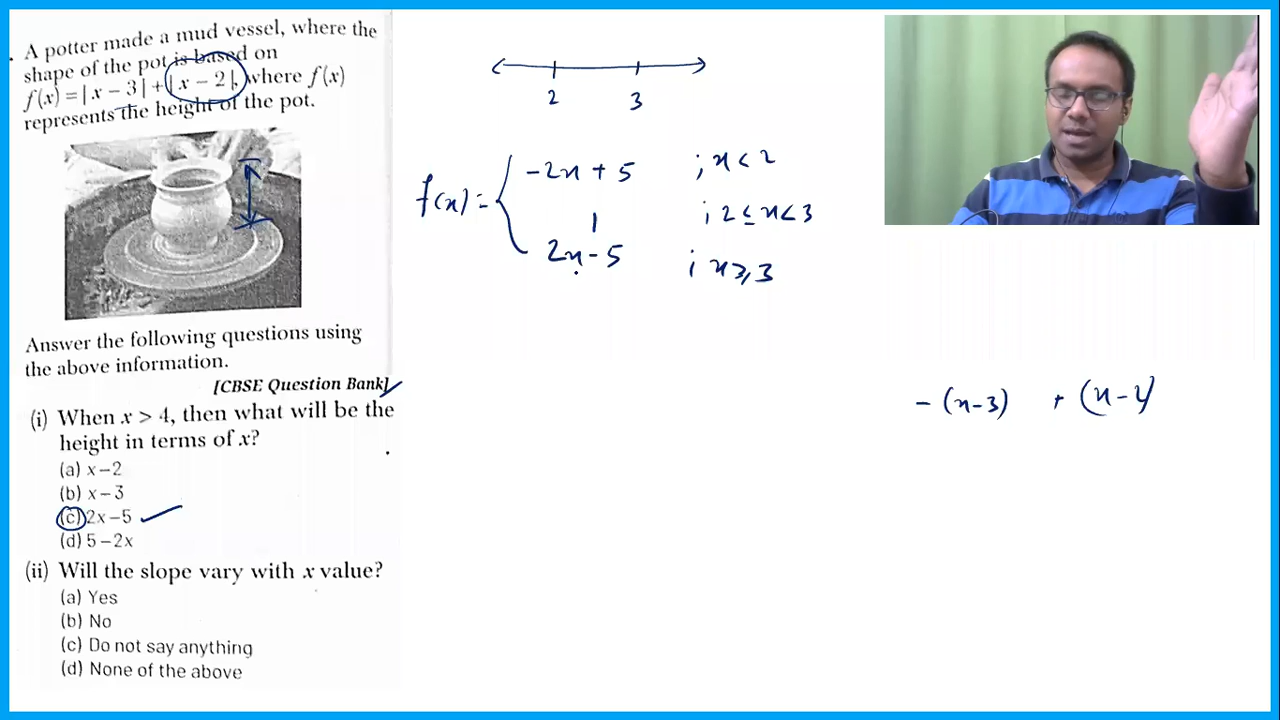 A potter made a mud vessel, where the
shape of the pot is based on
f(x) = | x – 3 | + | x – 2 |, where f(x)
represents the height of the pot.
Answer the following questions using
the above information.
[CBSE Question Bank]
(i) When x > 4, then what will be the
height in terms of x?
(a) x – 2
(b) x – 3
(c) 2x – 5
(d) 5 – 2x
(ii) Will the slope vary with x value?
(a) Yes
(b) No
(c) Do not say anything
(d) None of the above
2 3
f(x) = { -2x + 5 ; x < 2
1 ; 2 ≤ x < 3
2x - 5 ; x ≥ 3
- (x-3) + (x-2)